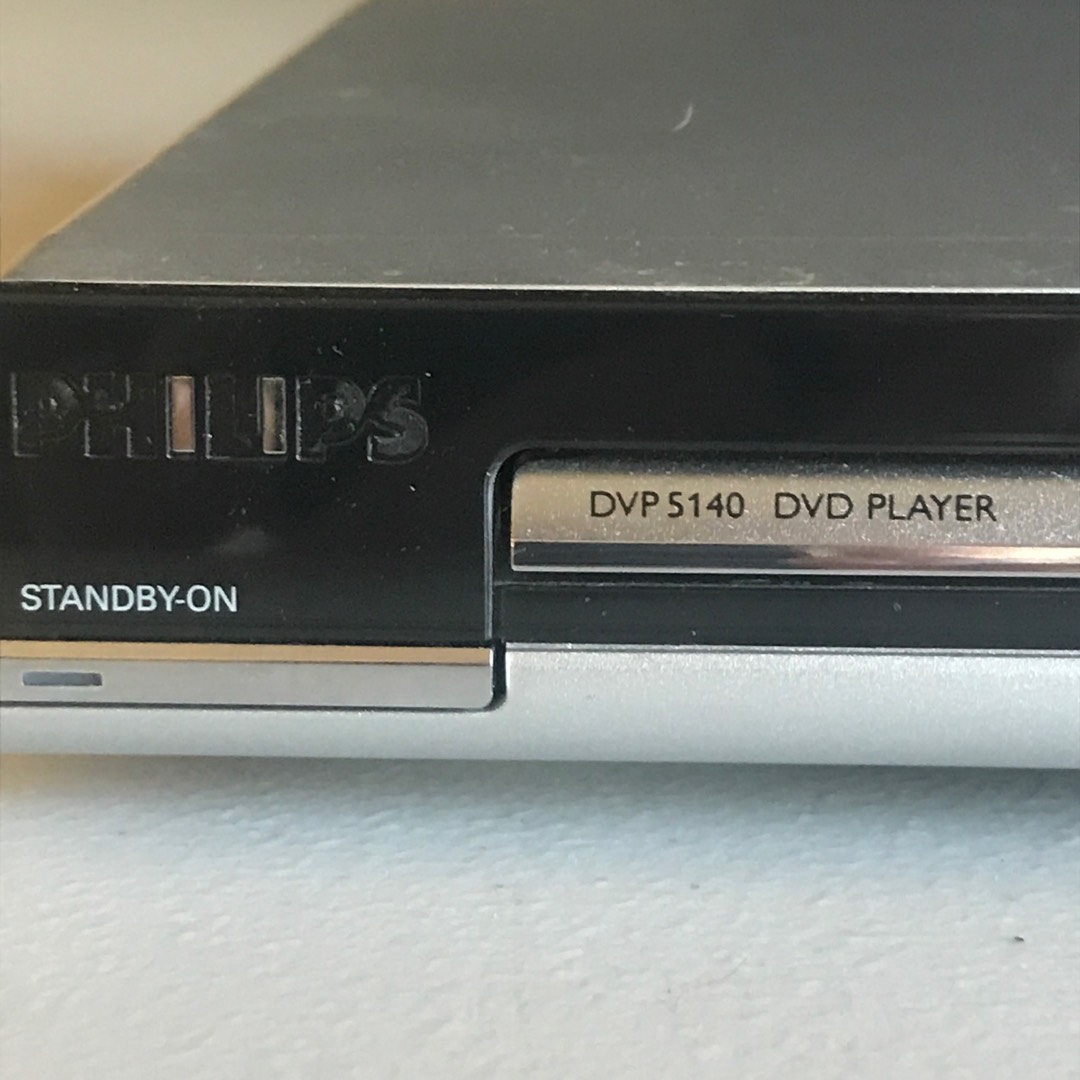 PHILIPS
DVP 5140 DVD PLAYER
STANDBY-ON